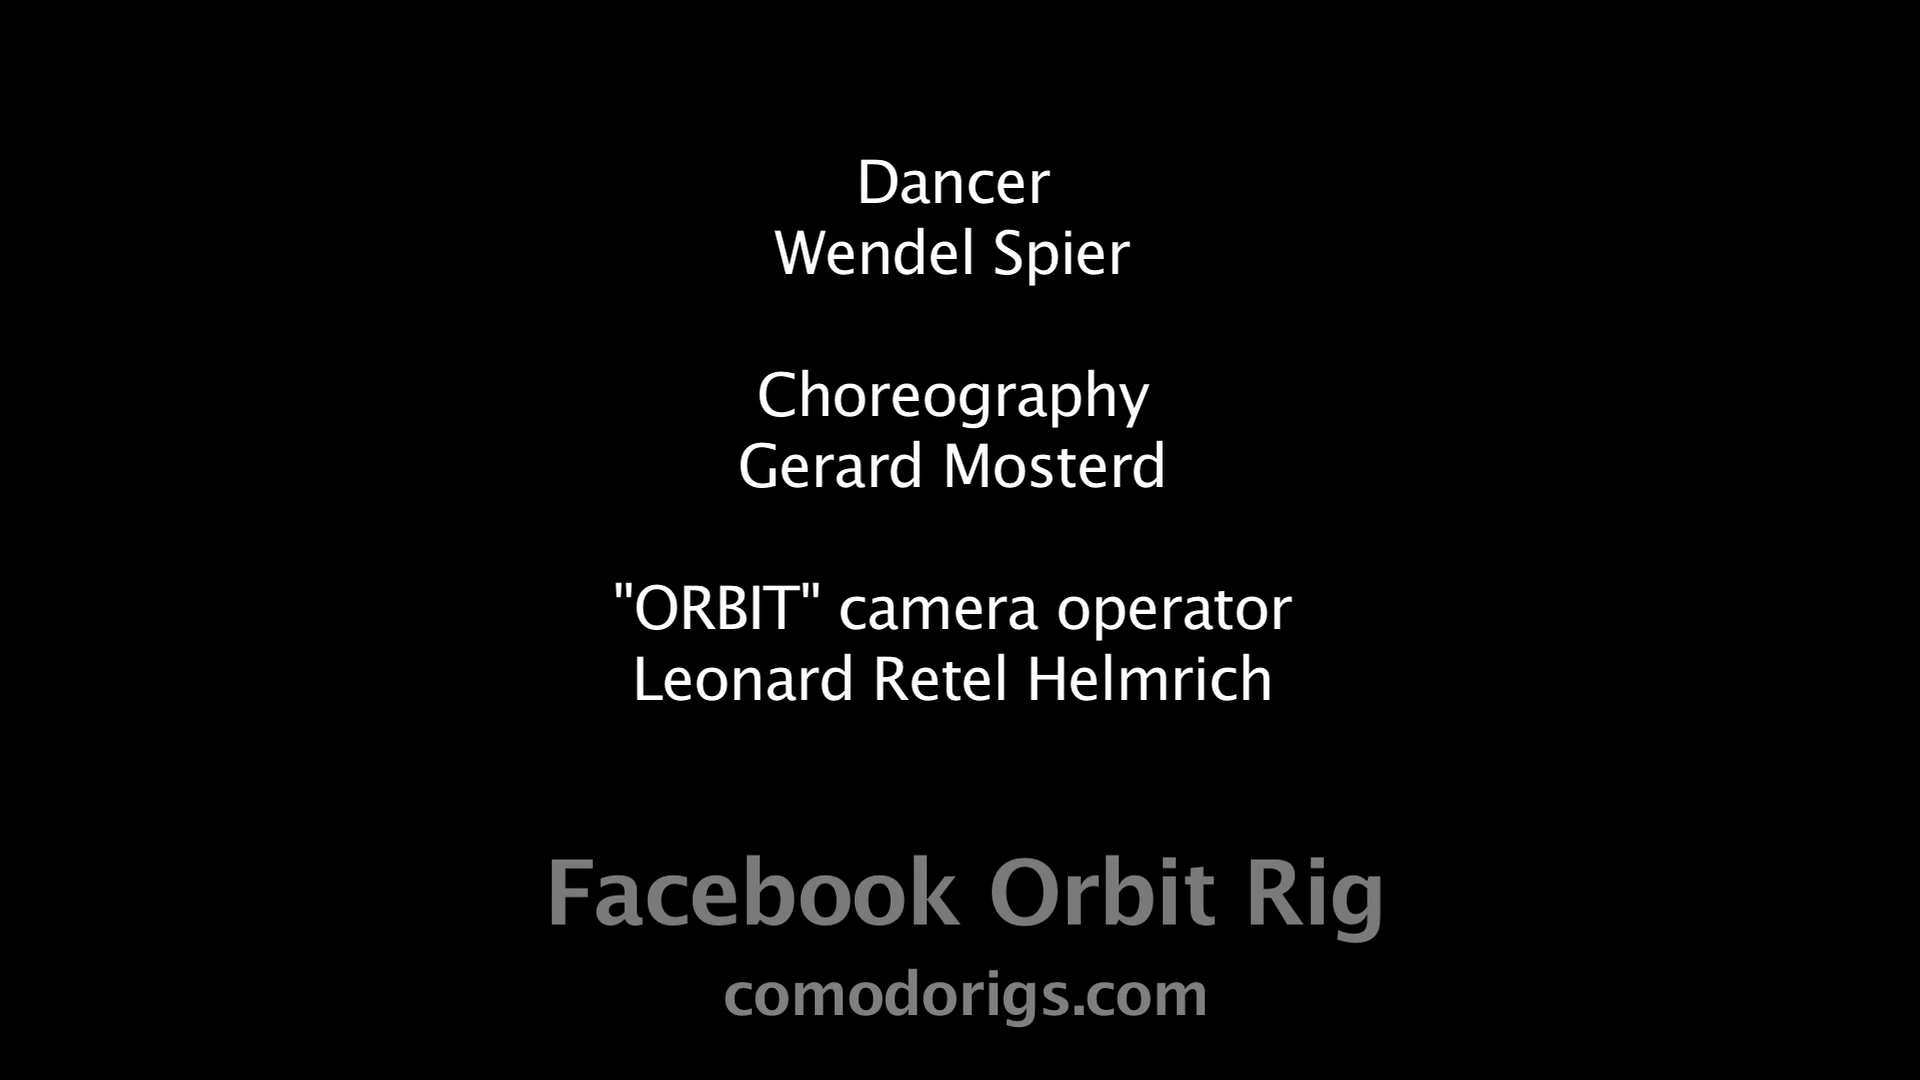 Dancer
Wendel Spier
Choreography
Gerard Mosterd
"ORBIT" camera operator
Leonard Retel Helmrich
Facebook Orbit Rig
comodorigs.com